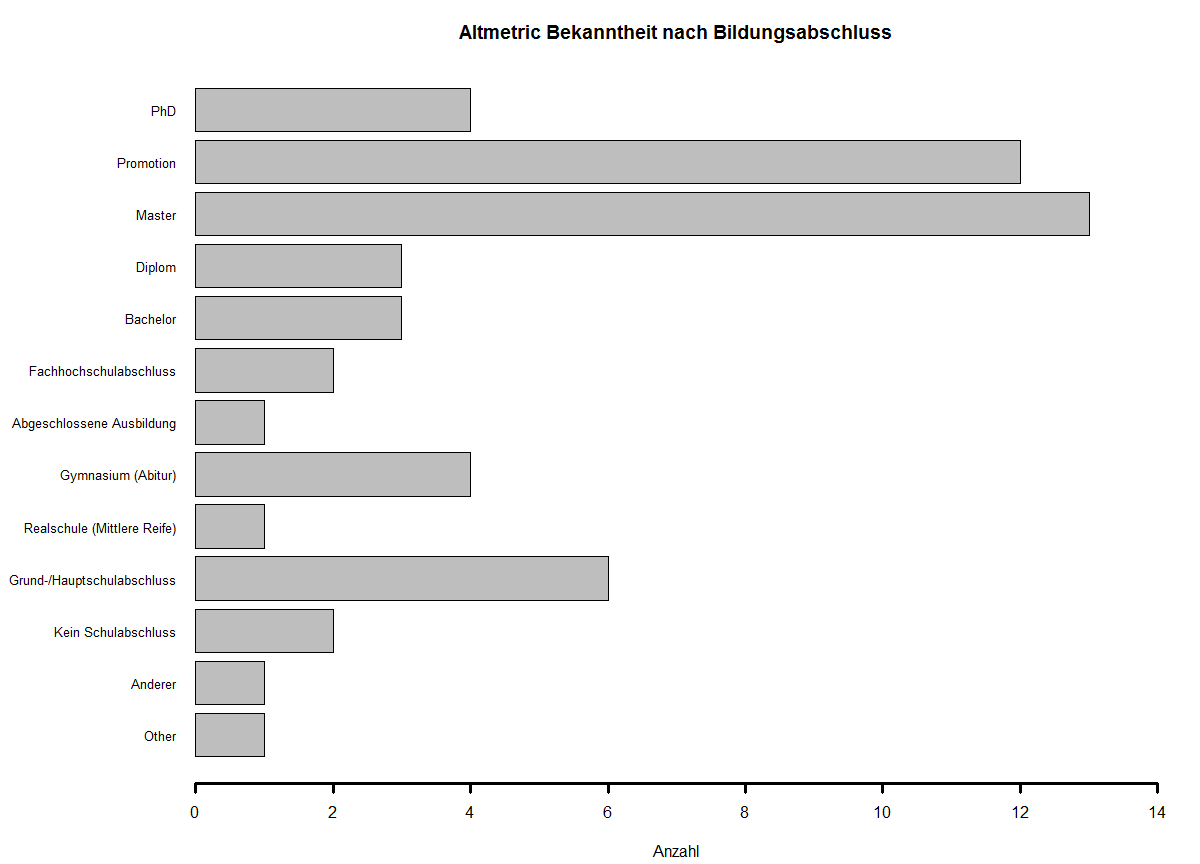 Altmetric Bekanntheit nach Bildungsabschluss
PhD
Promotion
Master
Diplom
Bachelor
Fachhochschulabschluss
Abgeschlossene Ausbildung
Gymnasium (Abitur)
Realschule (Mittlere Reife)
Grund-/Hauptschulabschluss
Kein Schulabschluss
Anderer
Other
0 2 4 6 8 10 12 14
Anzahl